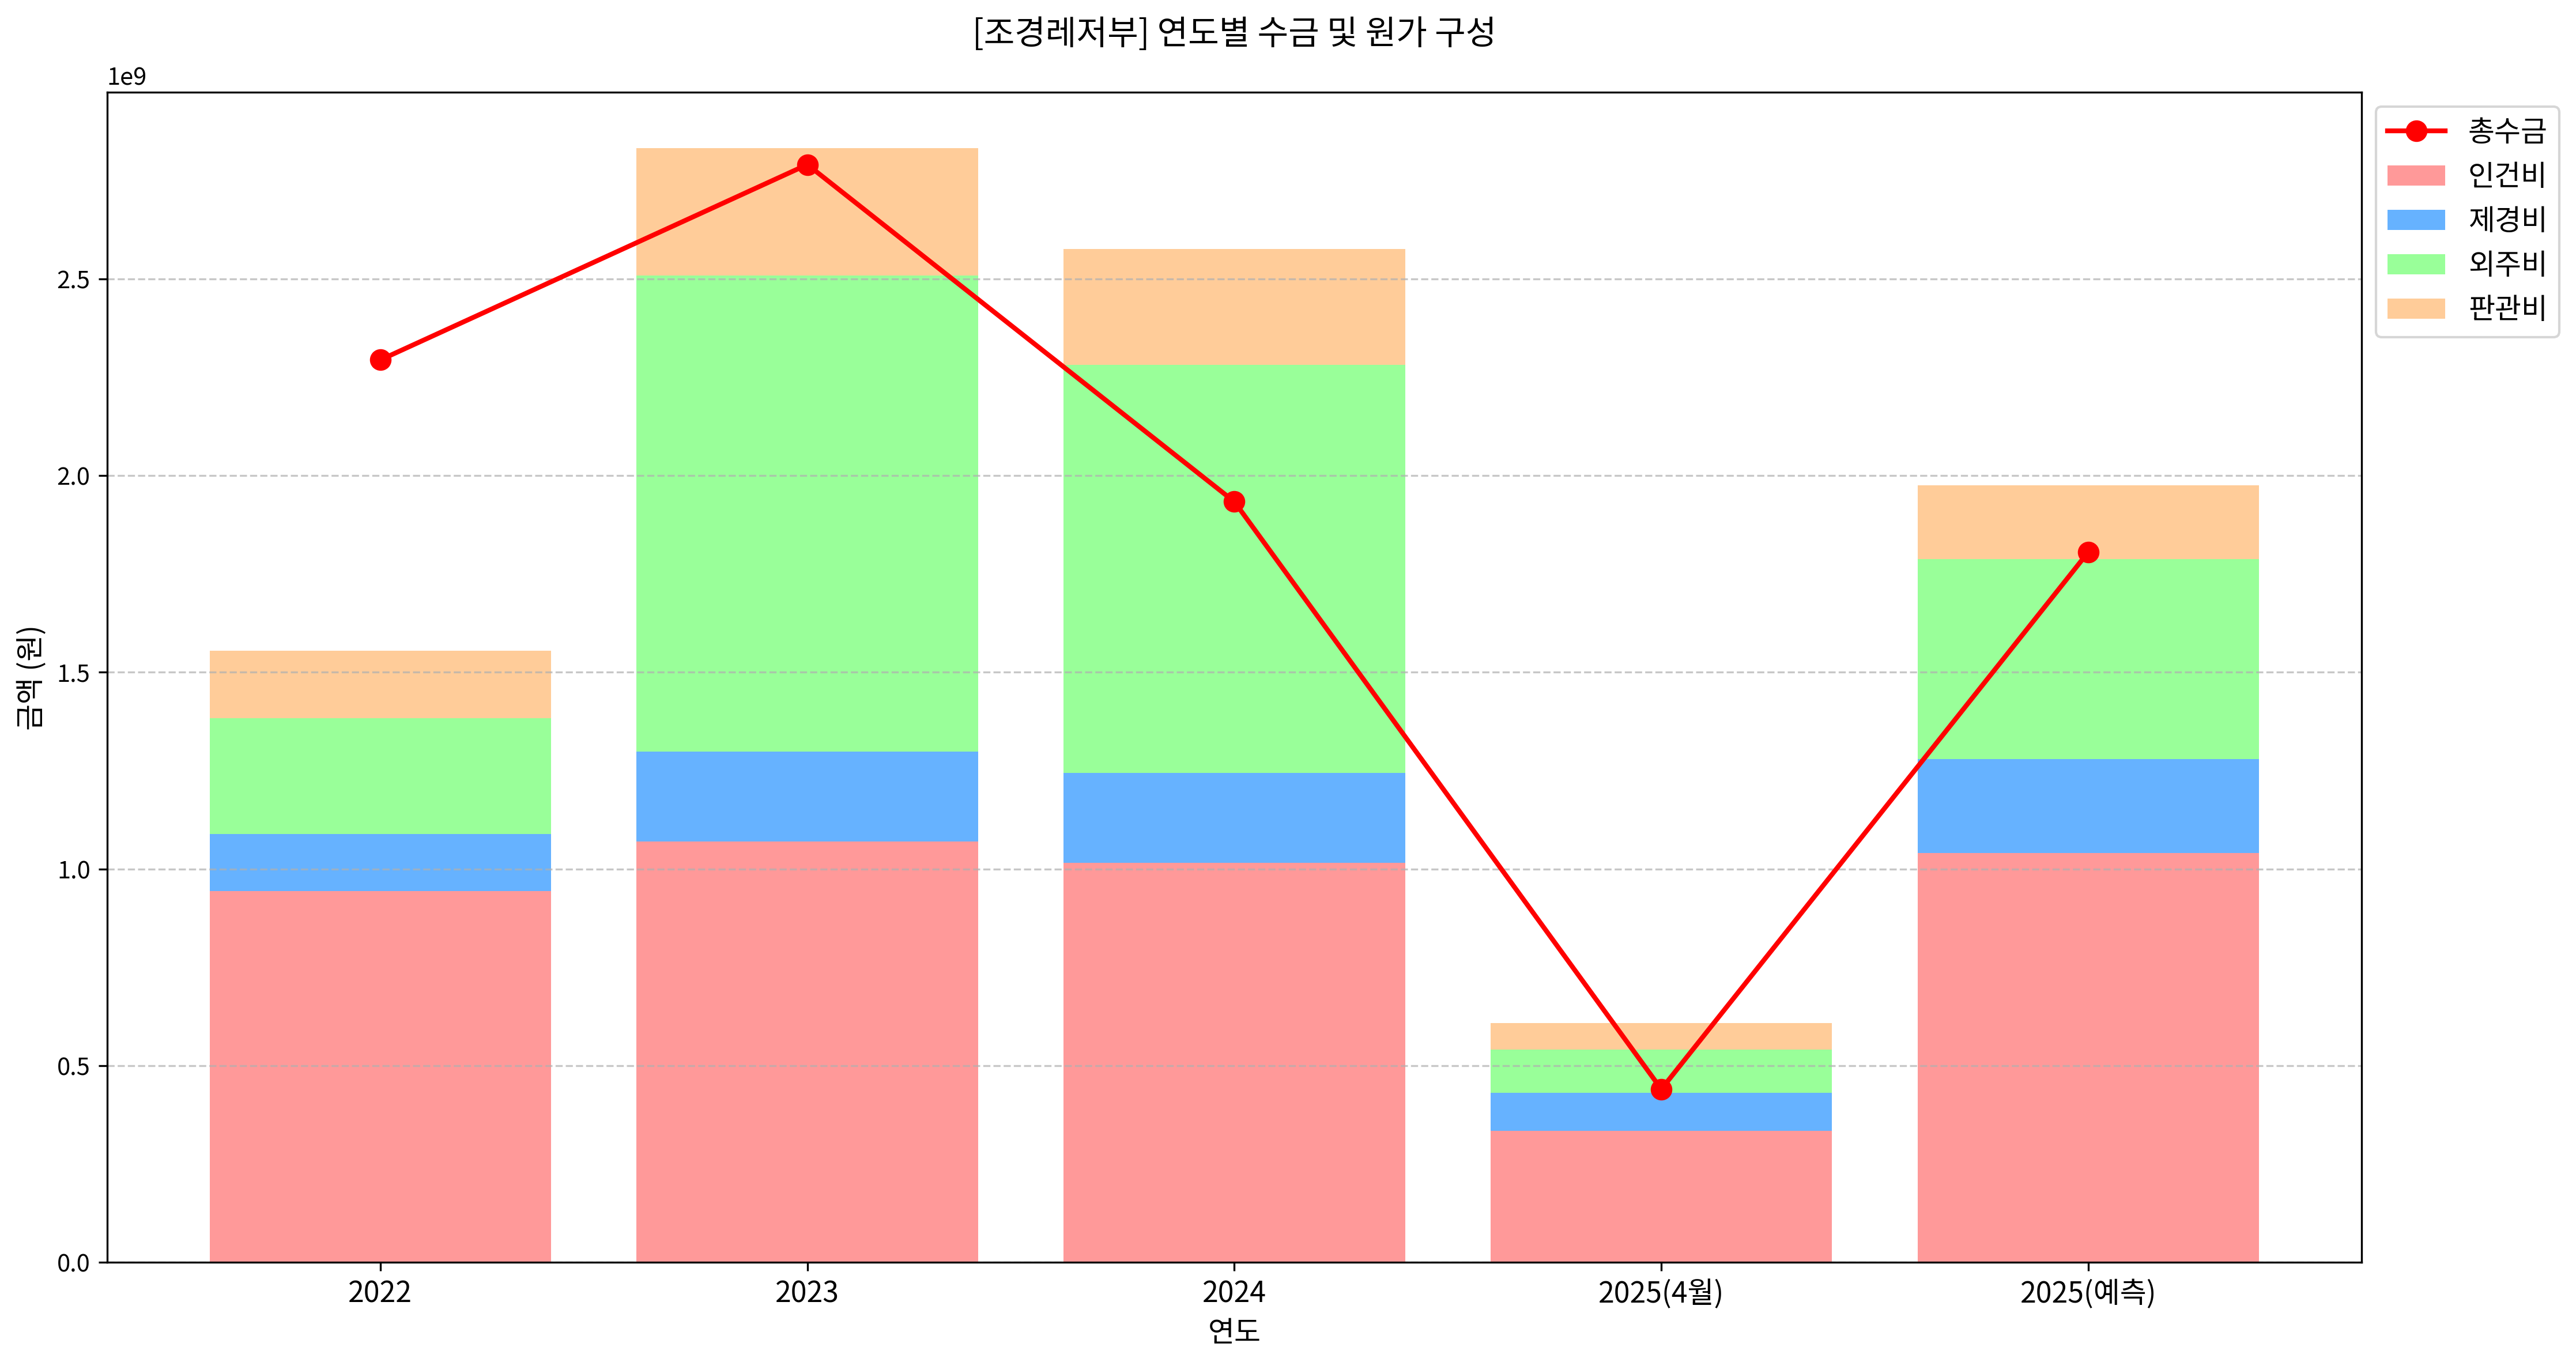 [조경레저부] 연도별 수금 및 원가 구성
1e9
총수금
인건비
제경비
외주비
판관비
2.5
2.0
1.5
1.0
0.5
0.0
금액 (원)
2022 2023 2024 2025(4월) 2025(예측)
연도